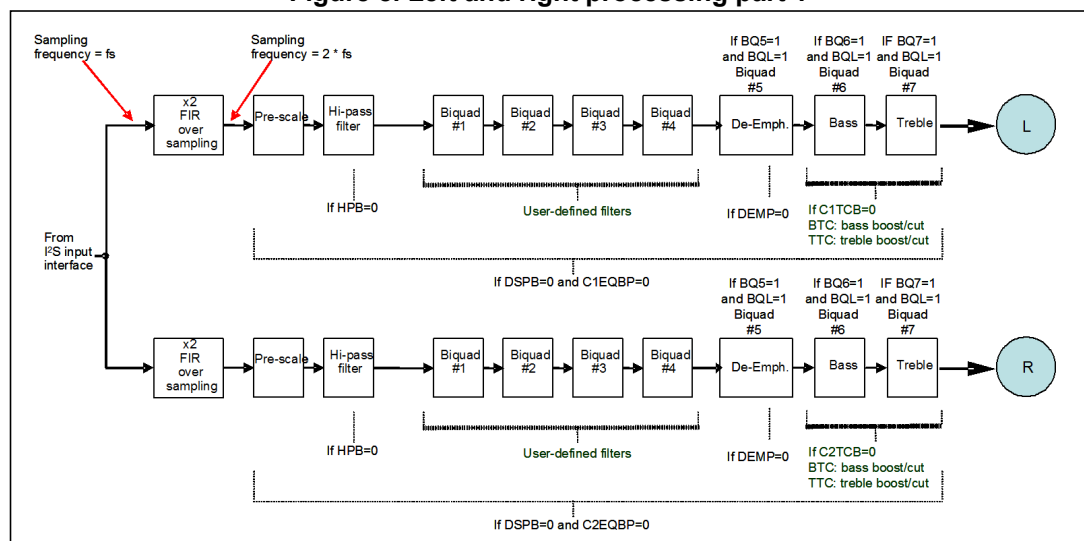 Figure 6. Left and right processing part 1
Sampling
frequency = fs
Sampling
frequency = 2 * fs
If BQ5=1
and BQL=1
Biquad
#5
If BQ6=1
and BQL=1
Biquad
#6
IF BQ7=1
and BQL=1
Biquad
#7
x2
FIR
over
sampling
Pre-scale
Hi-pass
filter
Biquad
#1
Biquad
#2
Biquad
#3
Biquad
#4
De-Emph.
Bass
Treble
L
If HPB=0
User-defined filters
If DEMP=0
If C1TCB=0
BTC: bass boost/cut
TTC: treble boost/cut
From
I²S input
interface
If DSPB=0 and C1EQBP=0
If BQ5=1
and BQL=1
Biquad
#5
If BQ6=1
and BQL=1
Biquad
#6
IF BQ7=1
and BQL=1
Biquad
#7
x2
FIR
over
sampling
Pre-scale
Hi-pass
filter
Biquad
#1
Biquad
#2
Biquad
#3
Biquad
#4
De-Emph.
Bass
Treble
R
If HPB=0
User-defined filters
If DEMP=0
If C2TCB=0
BTC: bass boost/cut
TTC: treble boost/cut
If DSPB=0 and C2EQBP=0